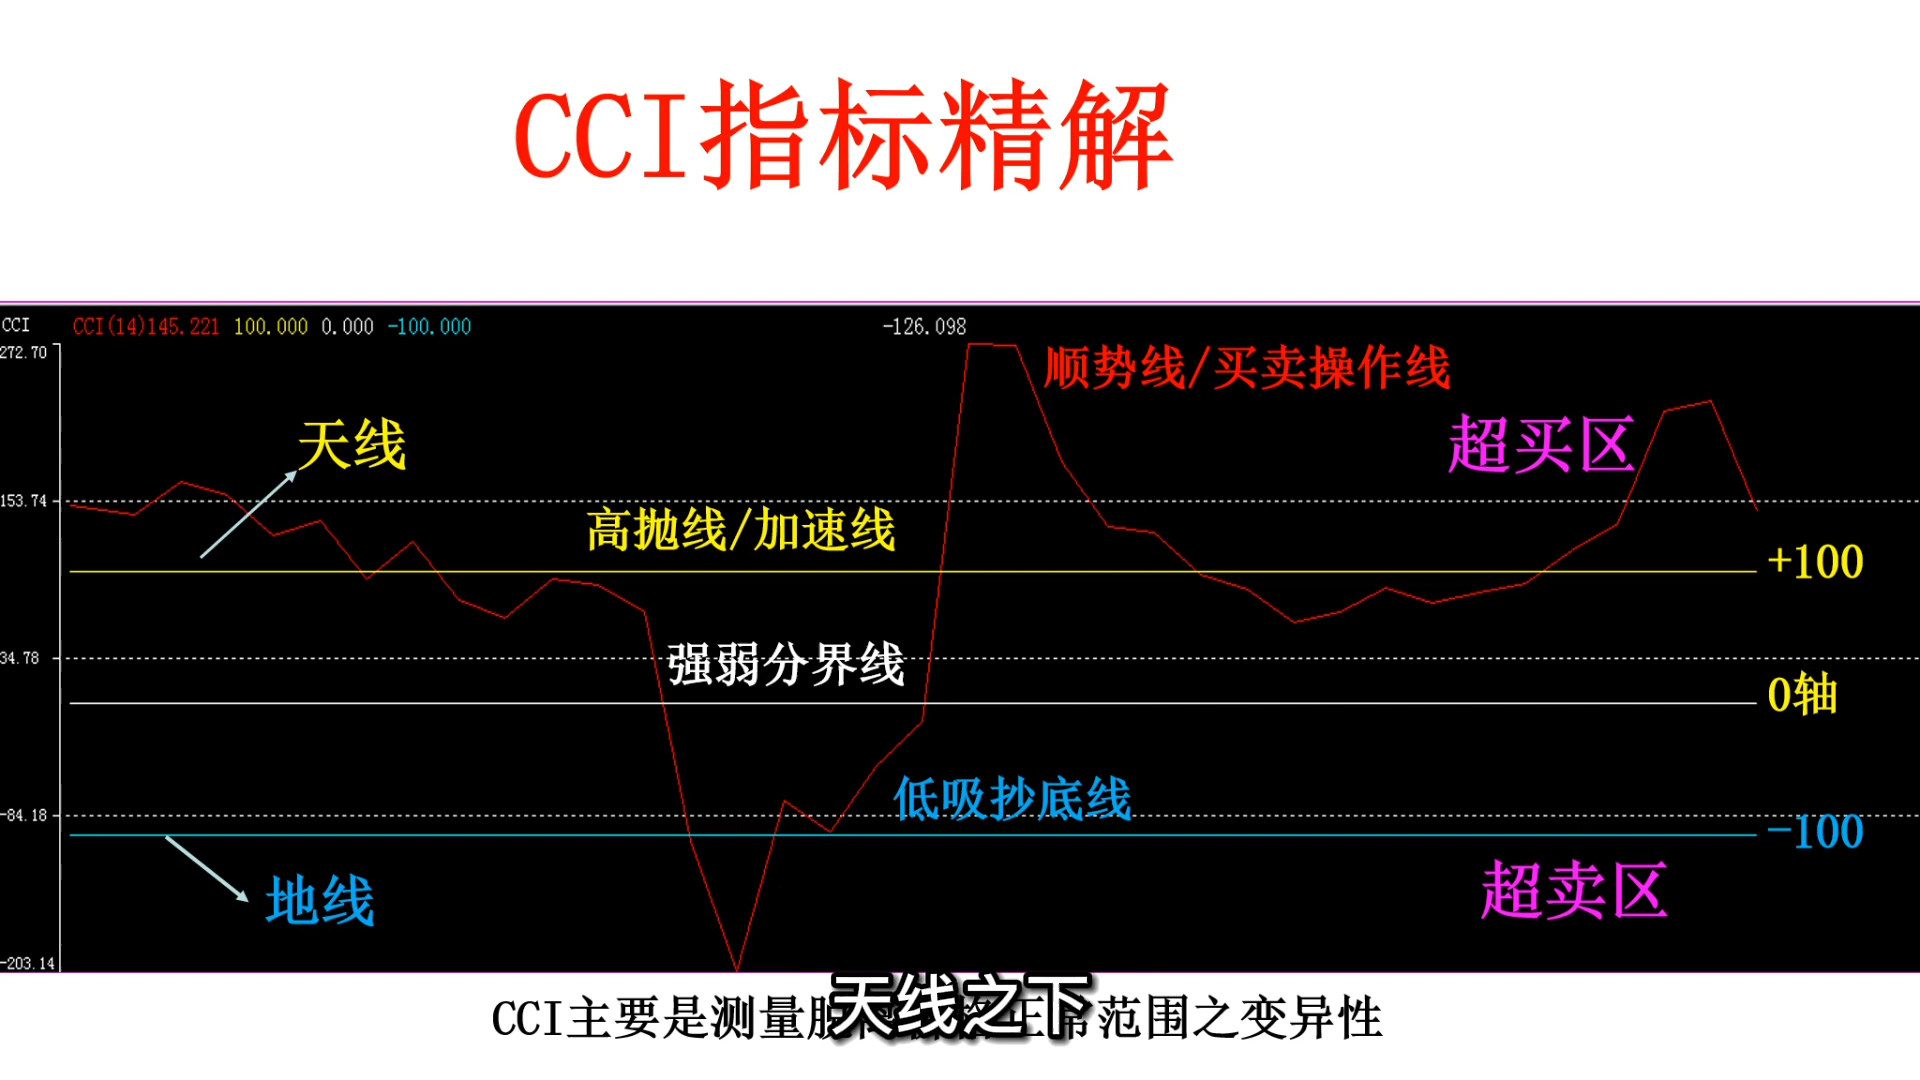 CCI指标精解
CCI CCI(14)145.221 100.000 0.000 -100.000 -126.098
272.70
顺势线/买卖操作线
天线
超买区
153.74
高抛线/加速线
+100
34.78
强弱分界线
0轴
-84.18
低吸抄底线
-100
地线
超卖区
-203.14
天线之下
CCI主要是测量 正常范围之变异性